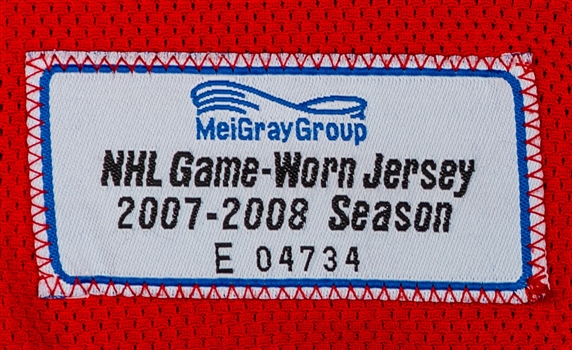 MeiGrayGroup
NHL Game-Worn Jersey
2007-2008 Season
E 04734